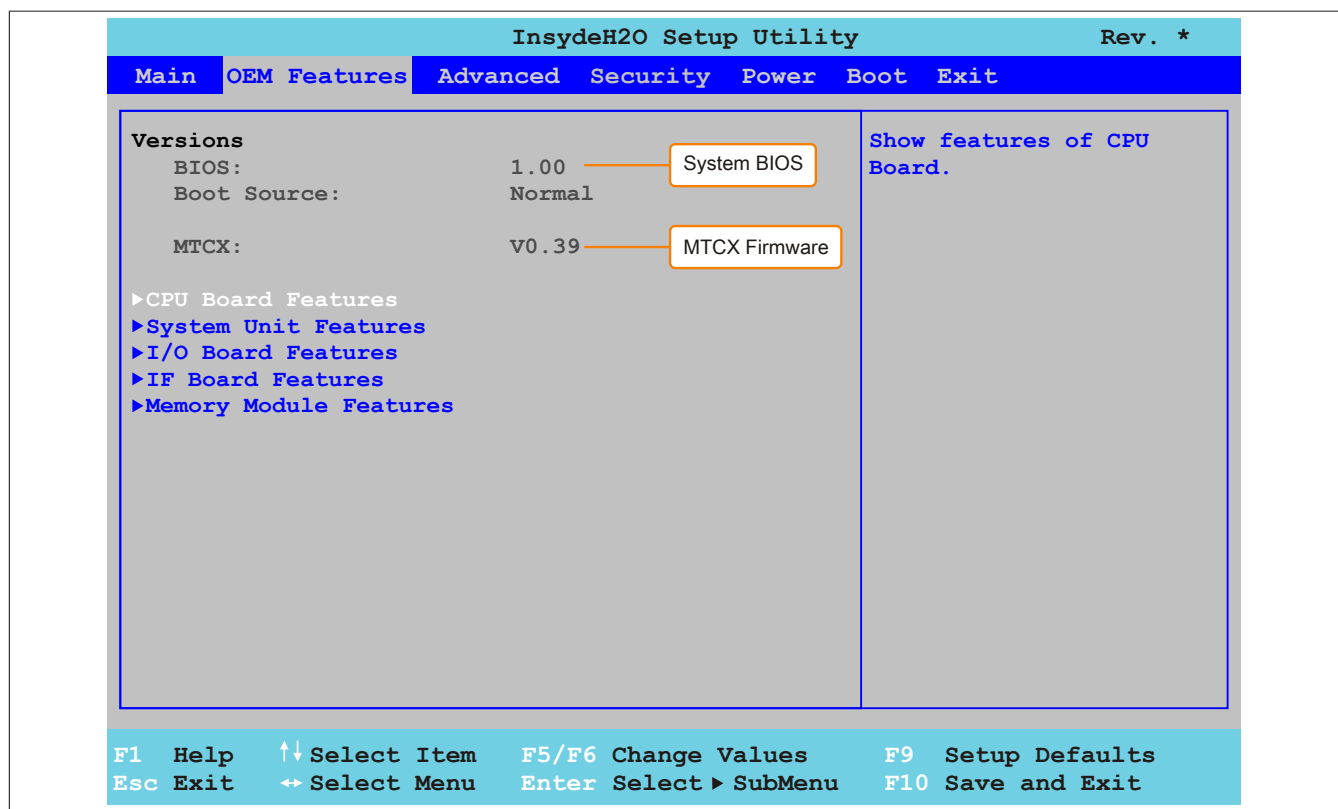 InsydeH2O Setup Utility Rev. *
Main OEM Features Advanced Security Power Boot Exit
Versions
BIOS: 1.00 System BIOS
Boot Source: Normal
MTCX: V0.39 MTCX Firmware
▶CPU Board Features
▶System Unit Features
▶I/O Board Features
▶IF Board Features
▶Memory Module Features
Show features of CPU
Board.
F1 Help ↑↓ Select Item F5/F6 Change Values F9 Setup Defaults
Esc Exit ↔ Select Menu Enter Select ▶ SubMenu F10 Save and Exit